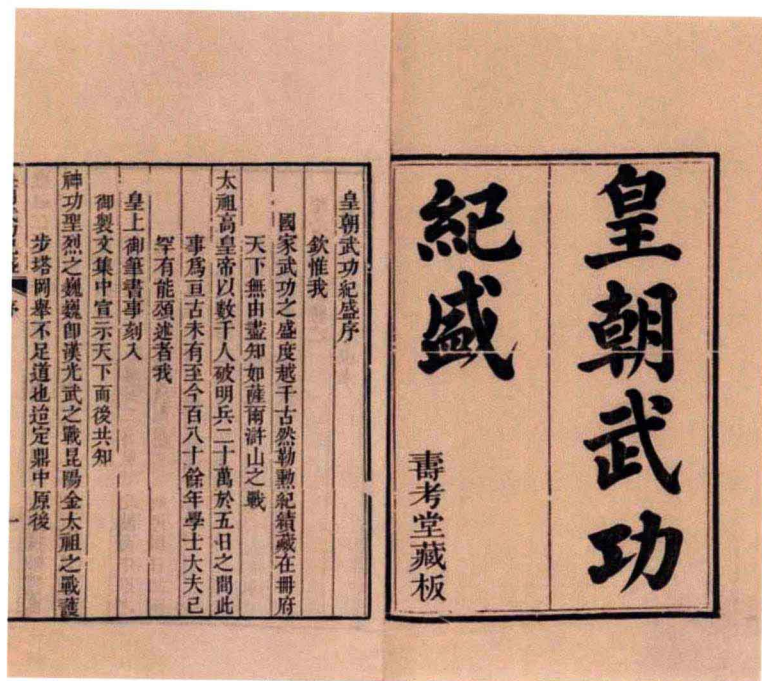 皇朝武功
紀盛
壽考堂藏板
皇朝武功紀盛序
欽惟我
國家武功之盛度越千古然勒勲紀績藏在冊府
天下無由盡知如薩爾滸山之戰
太祖高皇帝以數千人破明兵二十萬於五日之間此
事爲亘古未有至今百八十餘年學士大夫已
罕有能頌述者我
皇上御筆書事刻入
御製文集中宣示天下而後共知
神功聖烈之巍巍卽漢光武之戰昆陽金太祖之戰護
步塔岡舉不足道也迨定鼎中原後
序
一